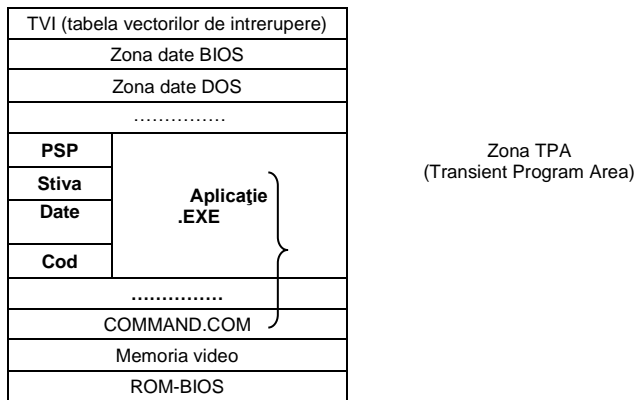 TVI (tabela vectorilor de intrerupere)
Zona date BIOS
Zona date DOS
……………
PSP
Stiva
Date
Cod
Aplicaţie
.EXE
……………
COMMAND.COM
Memoria video
ROM-BIOS
Zona TPA
(Transient Program Area)